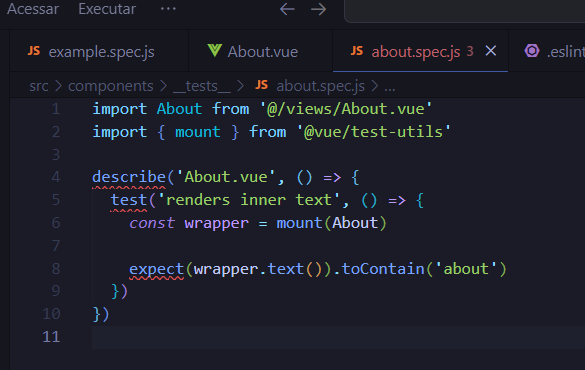 Acessar Executar ...
JS example.spec.js About.vue JS about.spec.js 3 .eslint
src > components > __tests__ > JS about.spec.js > ...
1 import About from '@/views/About.vue'
2 import { mount } from '@vue/test-utils'
3
4 describe('About.vue', () => {
5 test('renders inner text', () => {
6 const wrapper = mount(About)
7
8 expect(wrapper.text()).toContain('about')
9 })
10 })
11